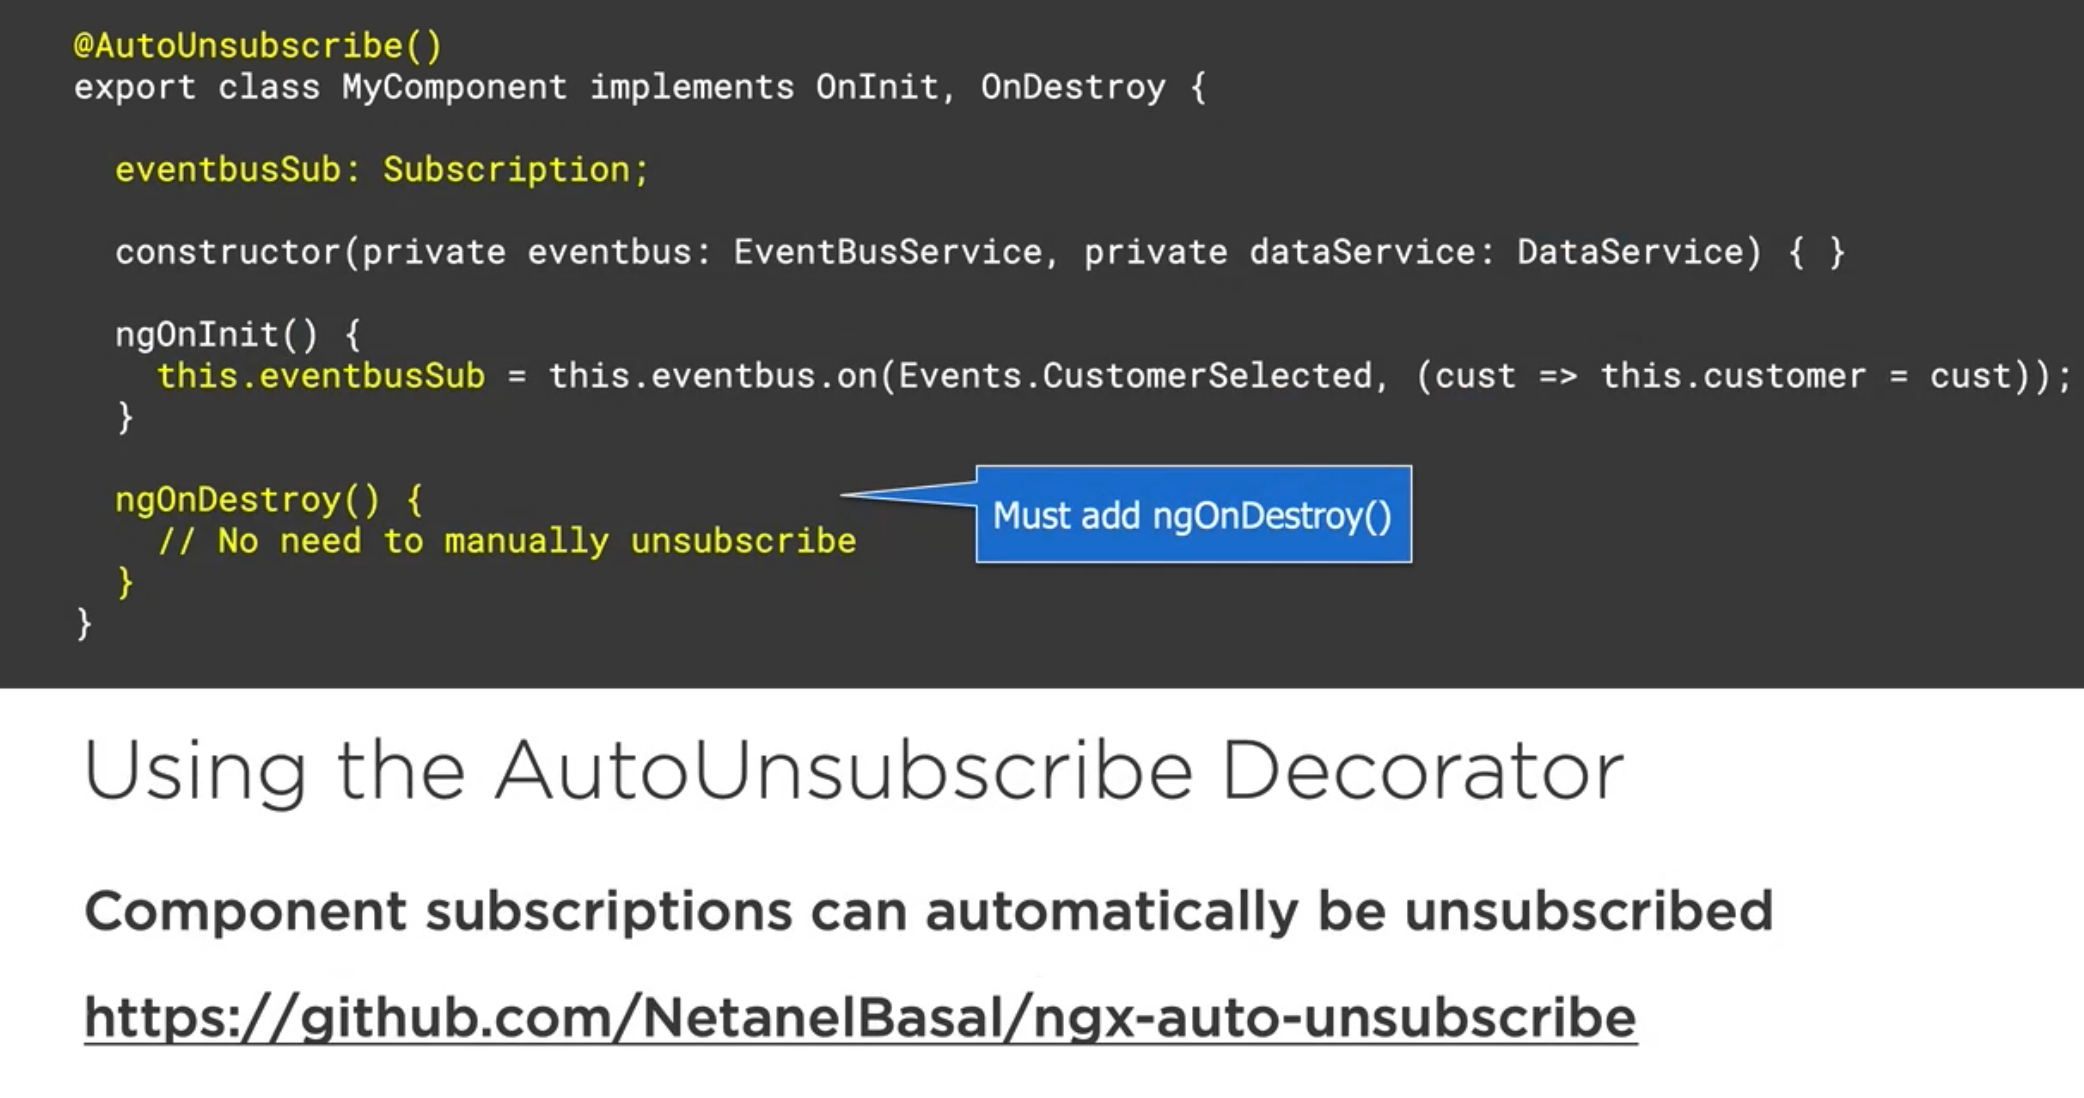 @AutoUnsubscribe()
export class MyComponent implements OnInit, OnDestroy {
eventbusSub: Subscription;
constructor(private eventbus: EventBusService, private dataService: DataService) { }
ngOnInit() {
this.eventbusSub = this.eventbus.on(Events.CustomerSelected, (cust => this.customer = cust));
}
ngOnDestroy() {
Must add ngOnDestroy()
// No need to manually unsubscribe
}
}
Using the AutoUnsubscribe Decorator
Component subscriptions can automatically be unsubscribed
https://github.com/NetanelBasal/ngx-auto-unsubscribe